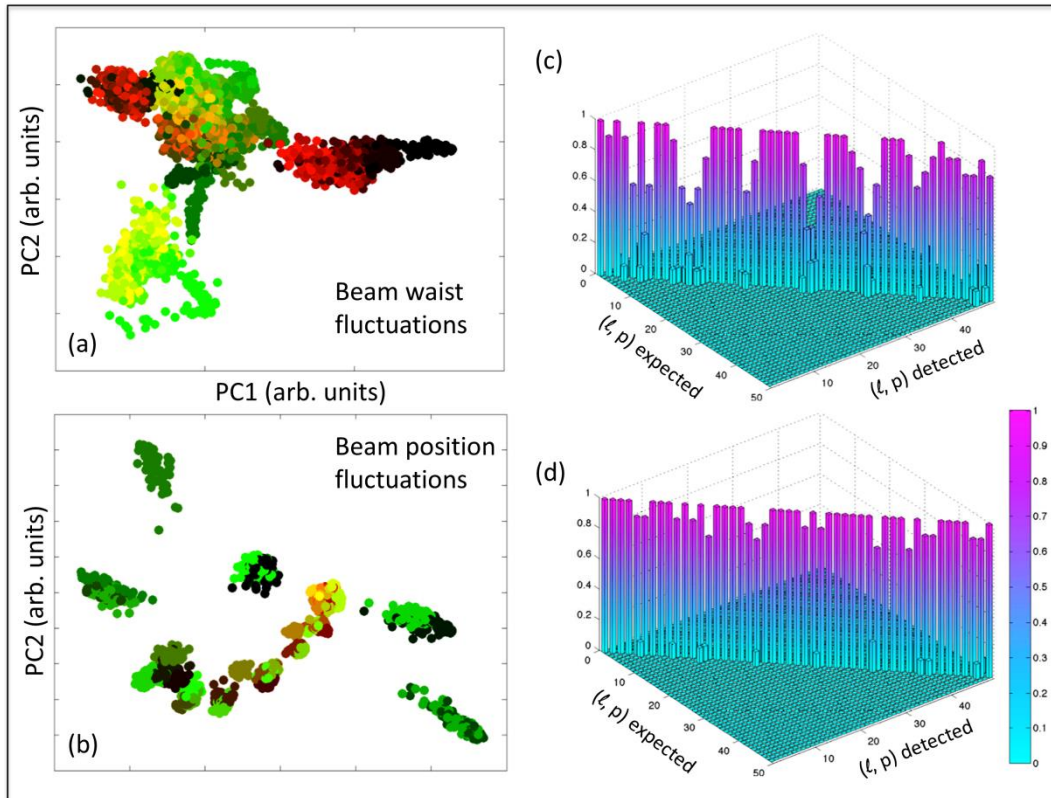 PC2 (arb. units)
Beam waist
fluctuations
(a)
PC1 (arb. units)
PC2 (arb. units)
Beam position
fluctuations
(b)
(c)
1
0.8
0.6
0.4
0.2
0
0
10
20
30
40
50
(ℓ, p) expected
10
20
30
40
(ℓ, p) detected
(d)
1
0.8
0.6
0.4
0.2
0
0
10
20
30
40
50
(ℓ, p) expected
10
20
30
40
(ℓ, p) detected
1
0.9
0.8
0.7
0.6
0.5
0.4
0.3
0.2
0.1
0